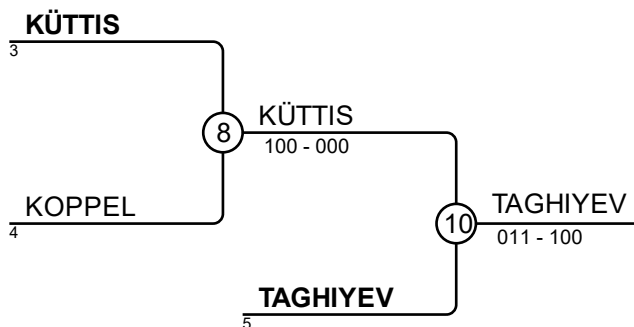 KÜTTIS
3
8
KÜTTIS
100 - 000
KOPPEL
4
10
TAGHIYEV
011 - 100
TAGHIYEV
5